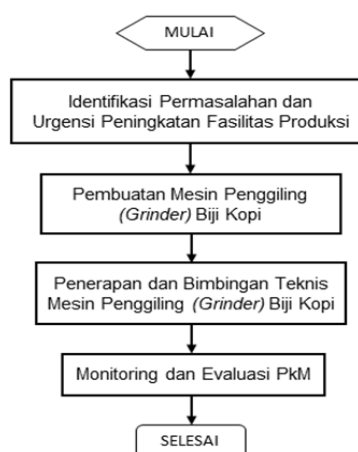 MULAI
Identifikasi Permasalahan dan
Urgensi Peningkatan Fasilitas Produksi
Pembuatan Mesin Penggiling
(Grinder) Biji Kopi
Penerapan dan Bimbingan Teknis
Mesin Penggiling (Grinder) Biji Kopi
Monitoring dan Evaluasi PkM
SELESAI